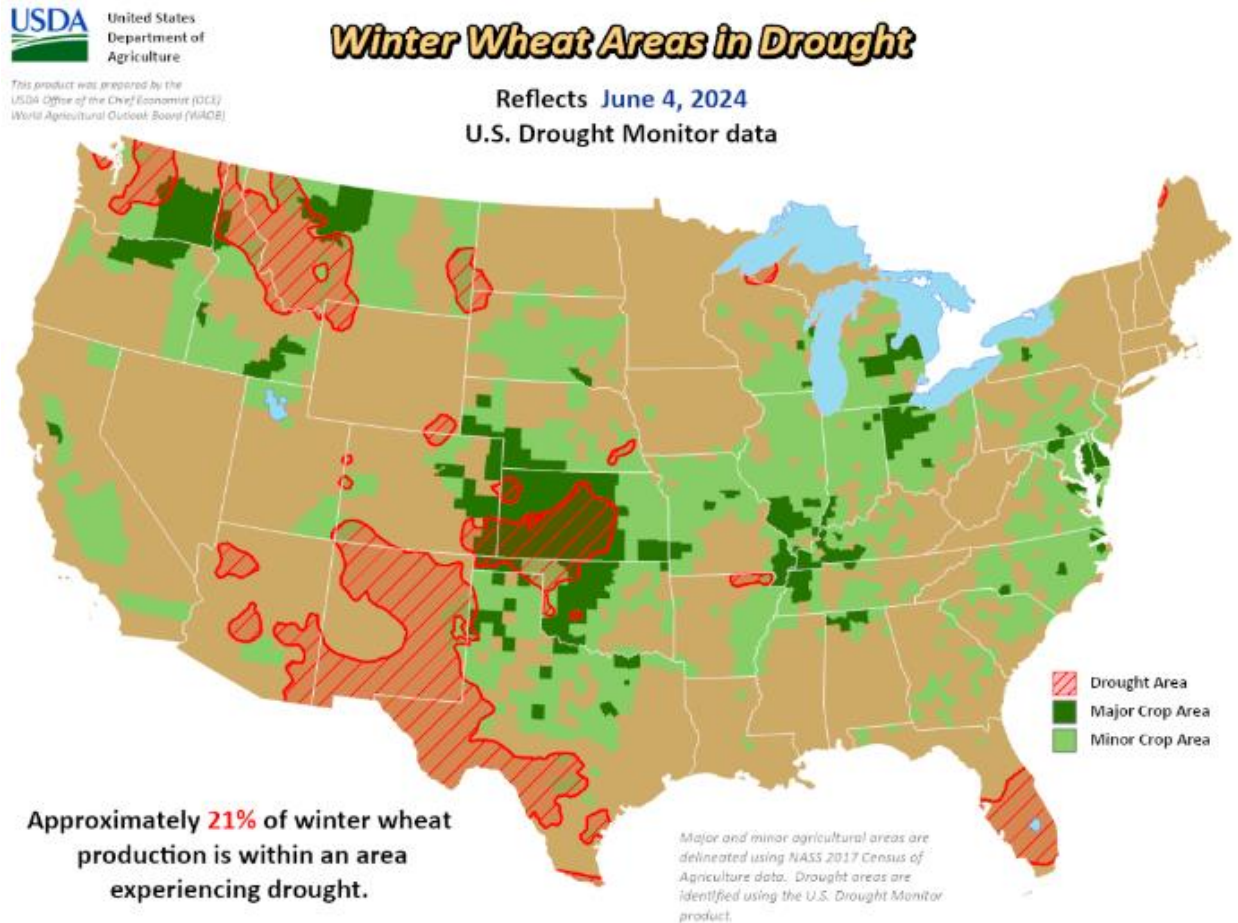 USDA
United States
Department of
Agriculture
This product was prepared by the
USDA Office of the Chief Economist (OCE)
World Agricultural Outlook Board (WAOB)
Winter Wheat Areas in Drought
Reflects June 4, 2024
U.S. Drought Monitor data
Drought Area
Major Crop Area
Minor Crop Area
Approximately 21% of winter wheat
production is within an area
experiencing drought.
Major and minor agricultural areas are
delineated using NASS 2017 Census of
Agriculture data. Drought areas are
identified using the U.S. Drought Monitor
product.